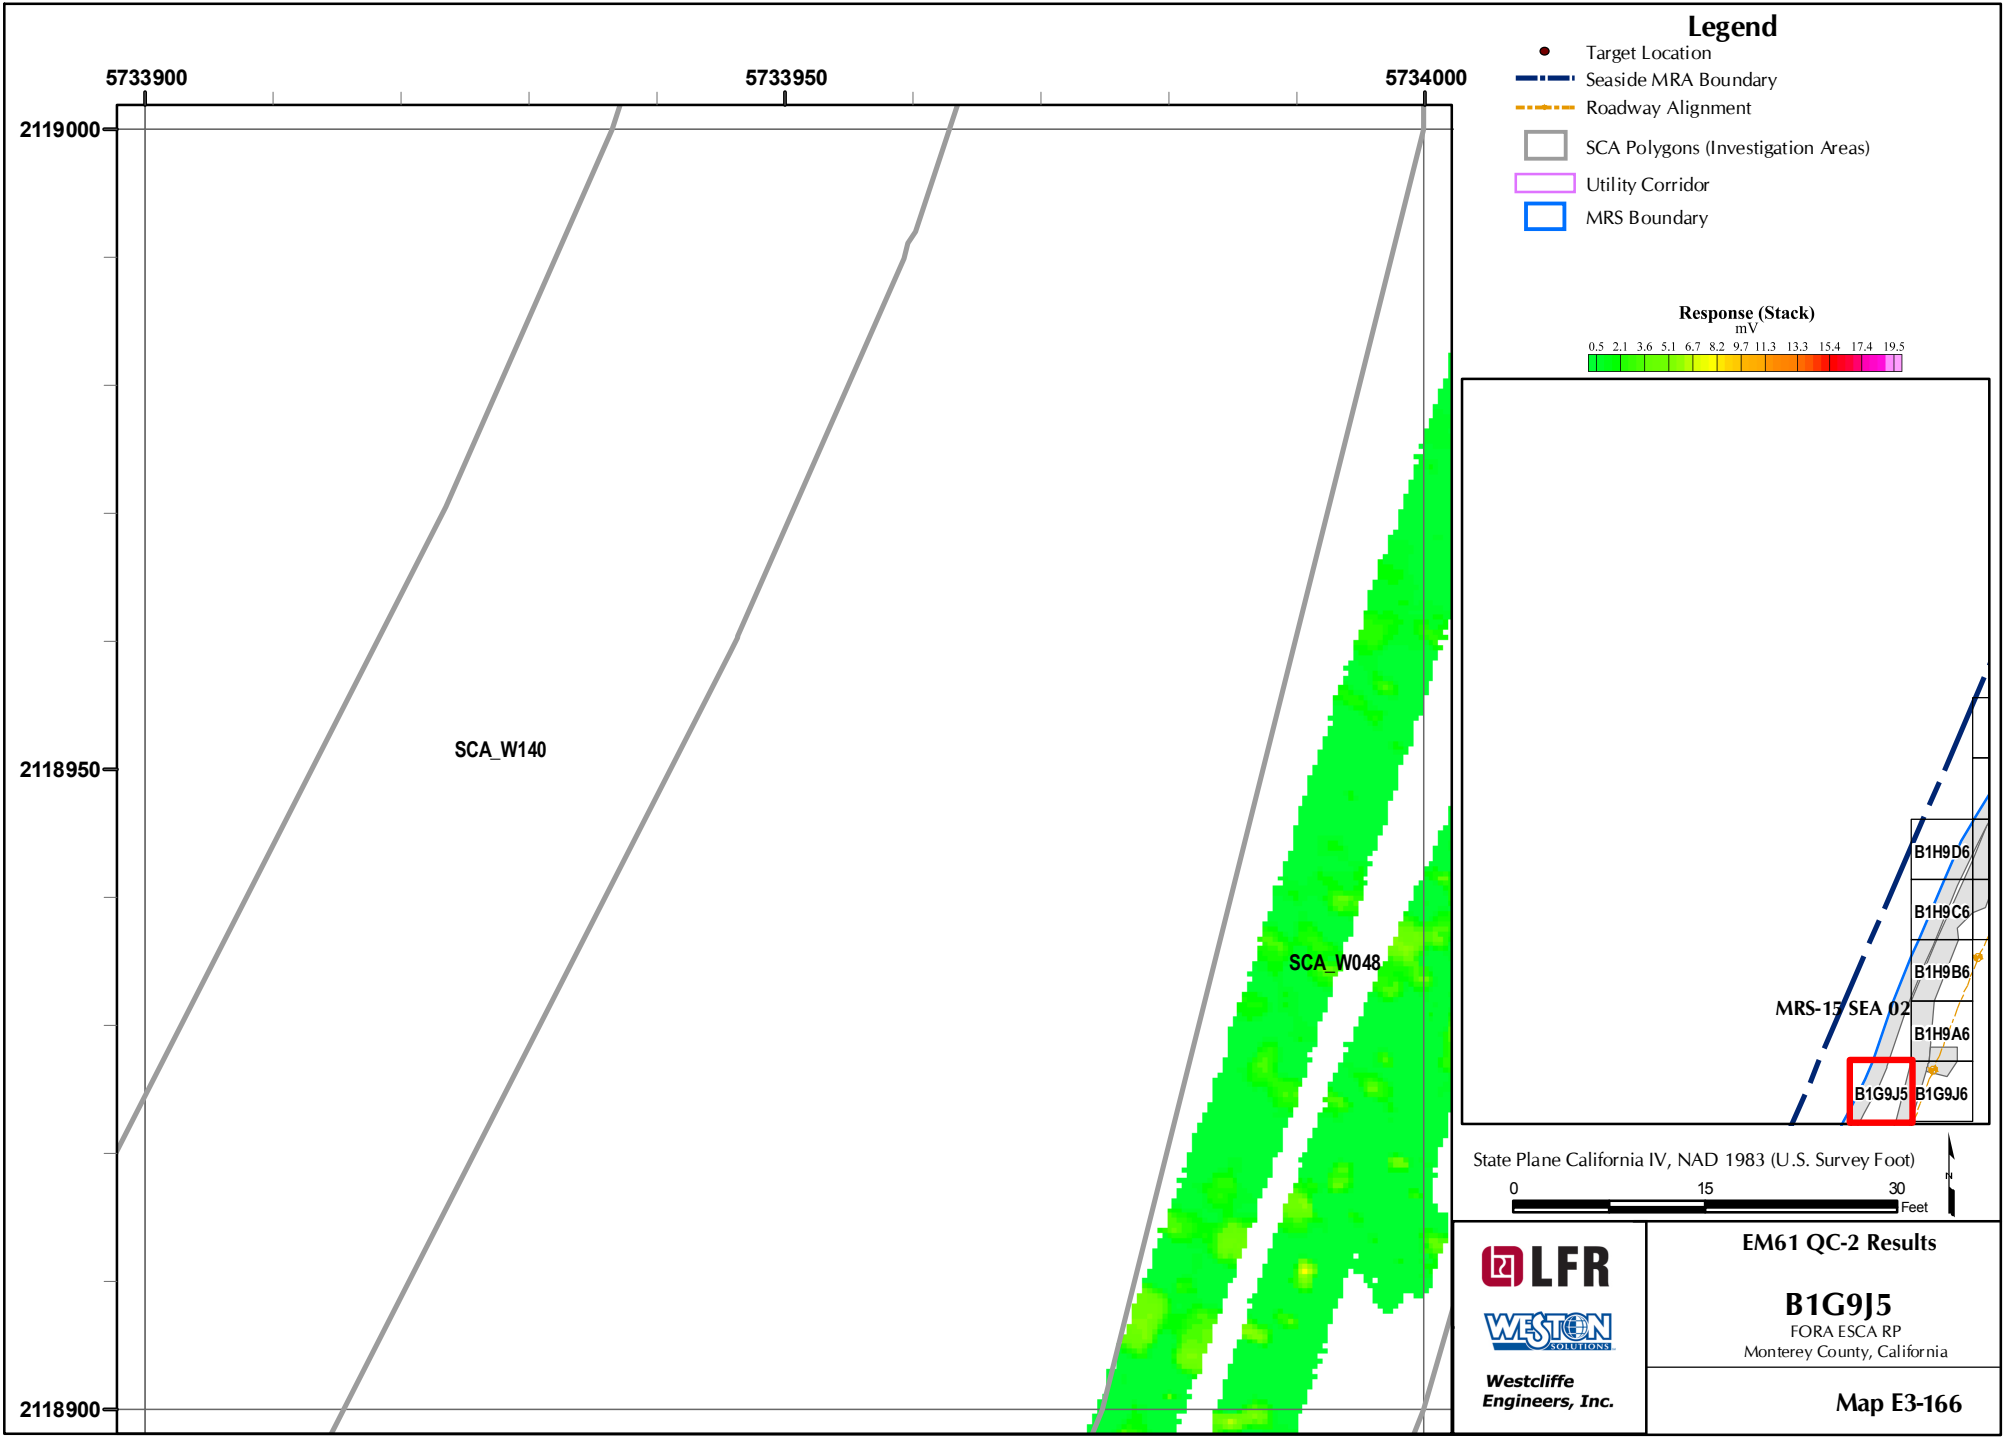 5733900
5733950
5734000
2119000
2118950
2118900
SCA_W140
SCA_W048
Legend
Target Location
Seaside MRA Boundary
Roadway Alignment
SCA Polygons (Investigation Areas)
Utility Corridor
MRS Boundary
Response (Stack)
mV
0.5 2.1 3.6 5.1 6.7 8.2 9.7 11.3 13.3 15.4 17.4 19.5
B1H9D6
B1H9C6
B1H9B6
MRS-15 SEA 02
B1H9A6
B1G9J5
B1G9J6
State Plane California IV, NAD 1983 (U.S. Survey Foot)
0 15 30
Feet
N
LFR
WESTON
SOLUTIONS
Westcliffe
Engineers, Inc.
EM61 QC-2 Results
B1G9J5
FORA ESCA RP
Monterey County, California
Map E3-166